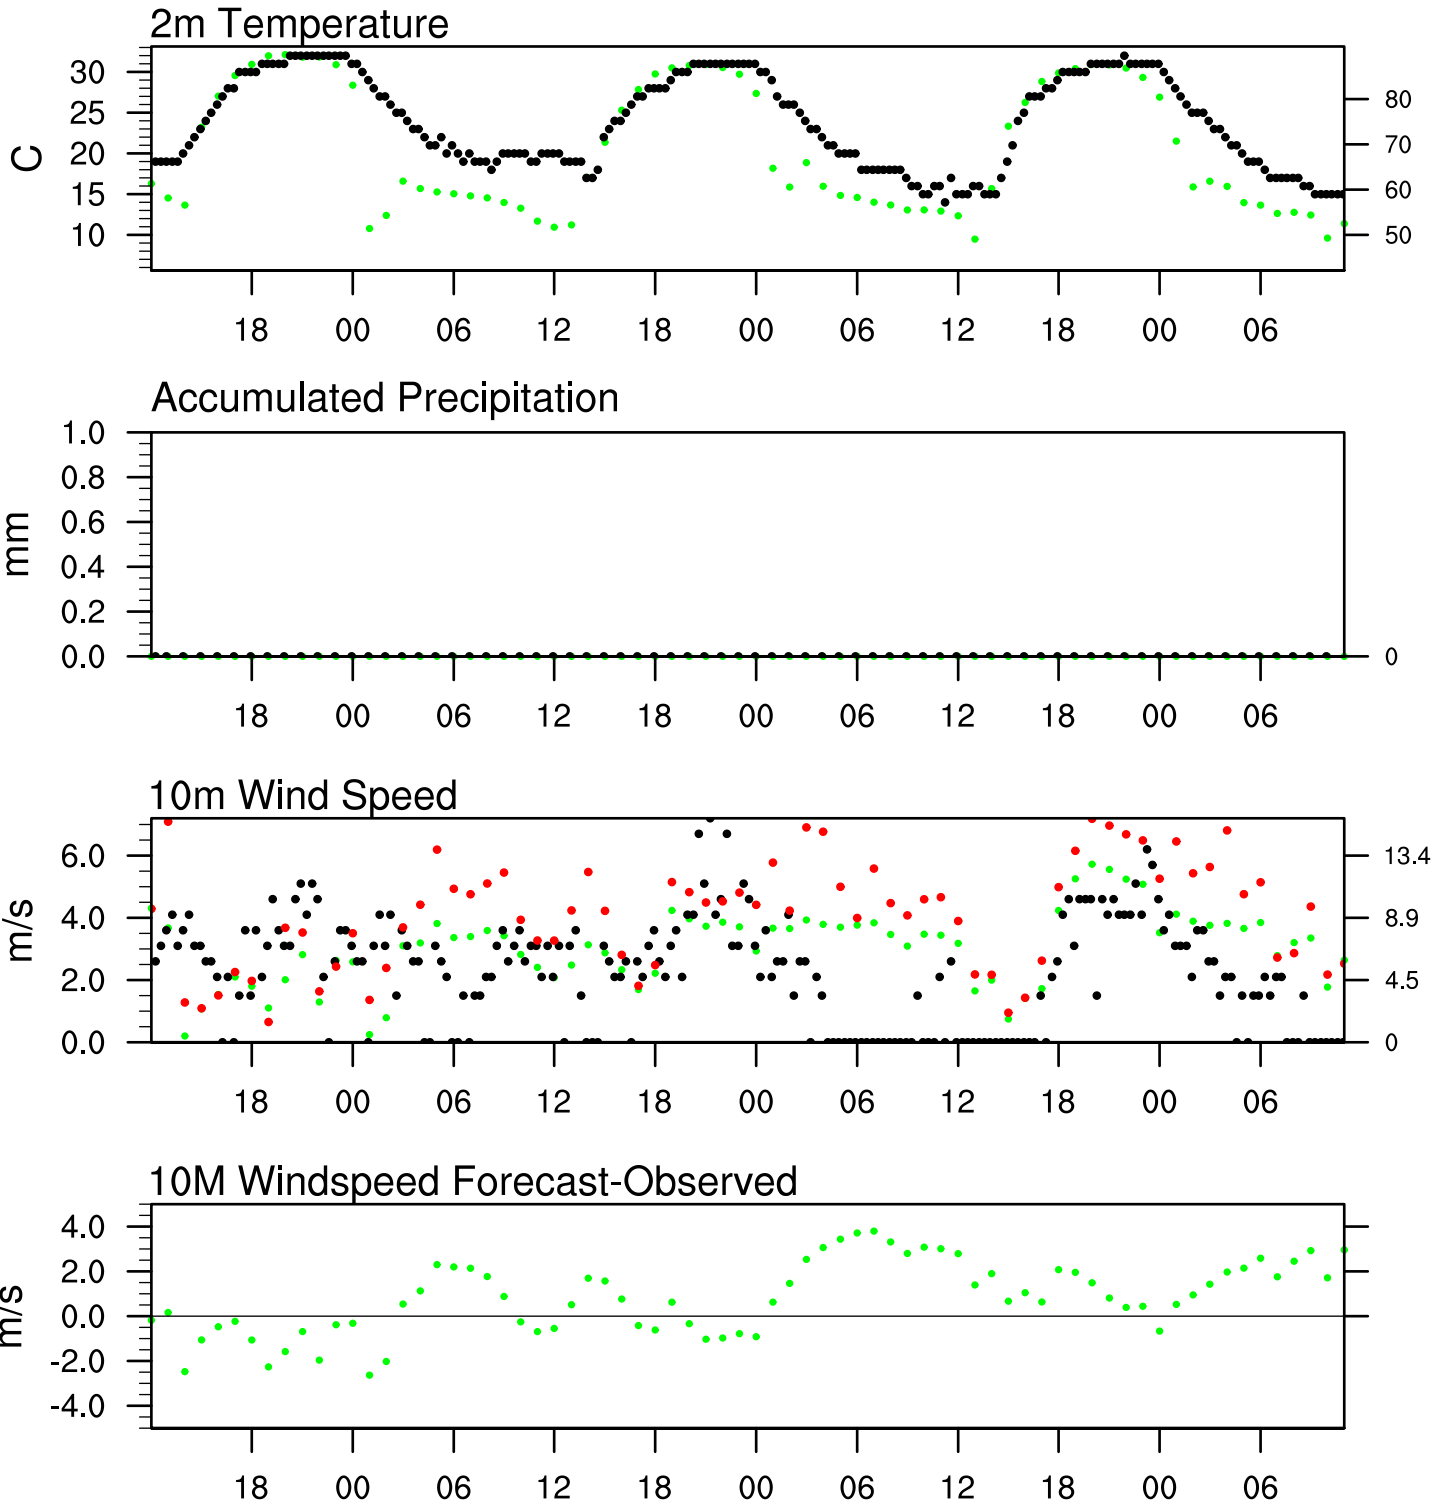 2m Temperature
30
25
20
15
10
C
80
70
60
50
18 00 06 12 18 00 06 12 18 00 06
Accumulated Precipitation
1.0
0.8
0.6
0.4
0.2
0.0
mm
0
18 00 06 12 18 00 06 12 18 00 06
10m Wind Speed
6.0
4.0
2.0
0.0
m/s
13.4
8.9
4.5
0
18 00 06 12 18 00 06 12 18 00 06
10M Windspeed Forecast-Observed
4.0
2.0
0.0
-2.0
-4.0
m/s
18 00 06 12 18 00 06 12 18 00 06